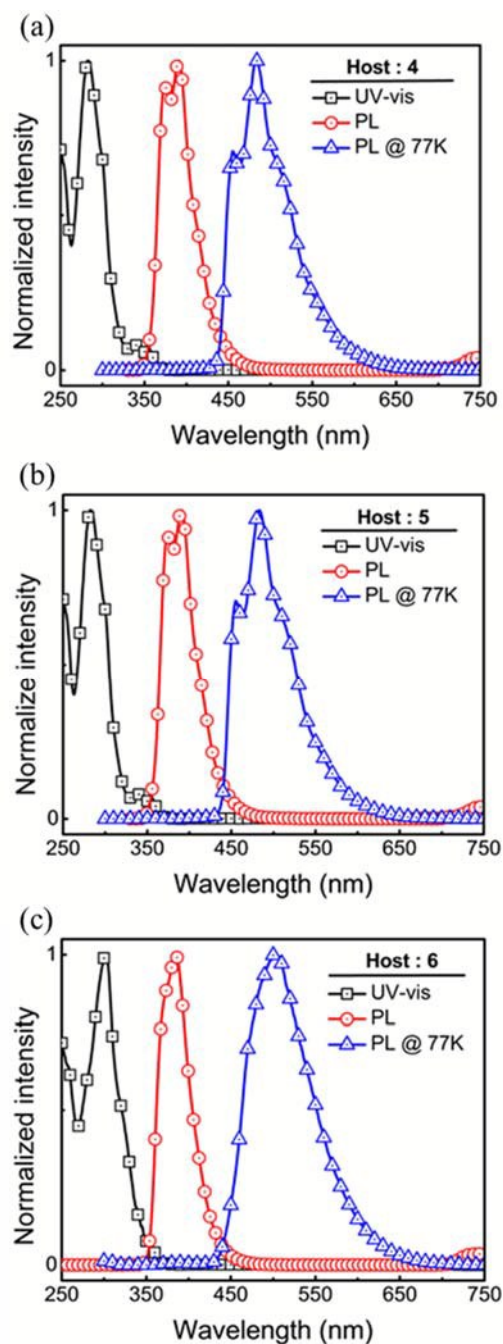 (a)
1
Host : 4
UV-vis
PL
PL @ 77K
Normalized intensity
0
250 350 450 550 650 750
Wavelength (nm)
(b)
1
Host : 5
UV-vis
PL
PL @ 77K
Normalize intensity
0
250 350 450 550 650 750
Wavelength (nm)
(c)
1
Host : 6
UV-vis
PL
PL @ 77K
Normalized intensity
0
250 350 450 550 650 750
Wavelength (nm)